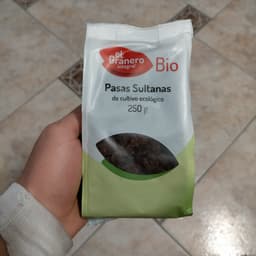 el
Granero
integral
Bio
Pasas Sultanas
de cultivo ecológico
250 g